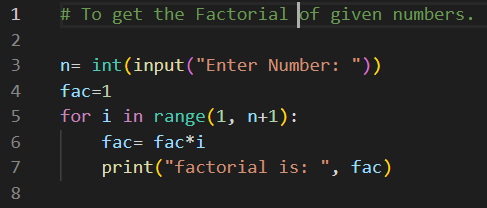 1 # To get the Factorial of given numbers.
2
3 n= int(input("Enter Number: "))
4 fac=1
5 for i in range(1, n+1):
6     fac= fac*i
7     print("factorial is: ", fac)
8